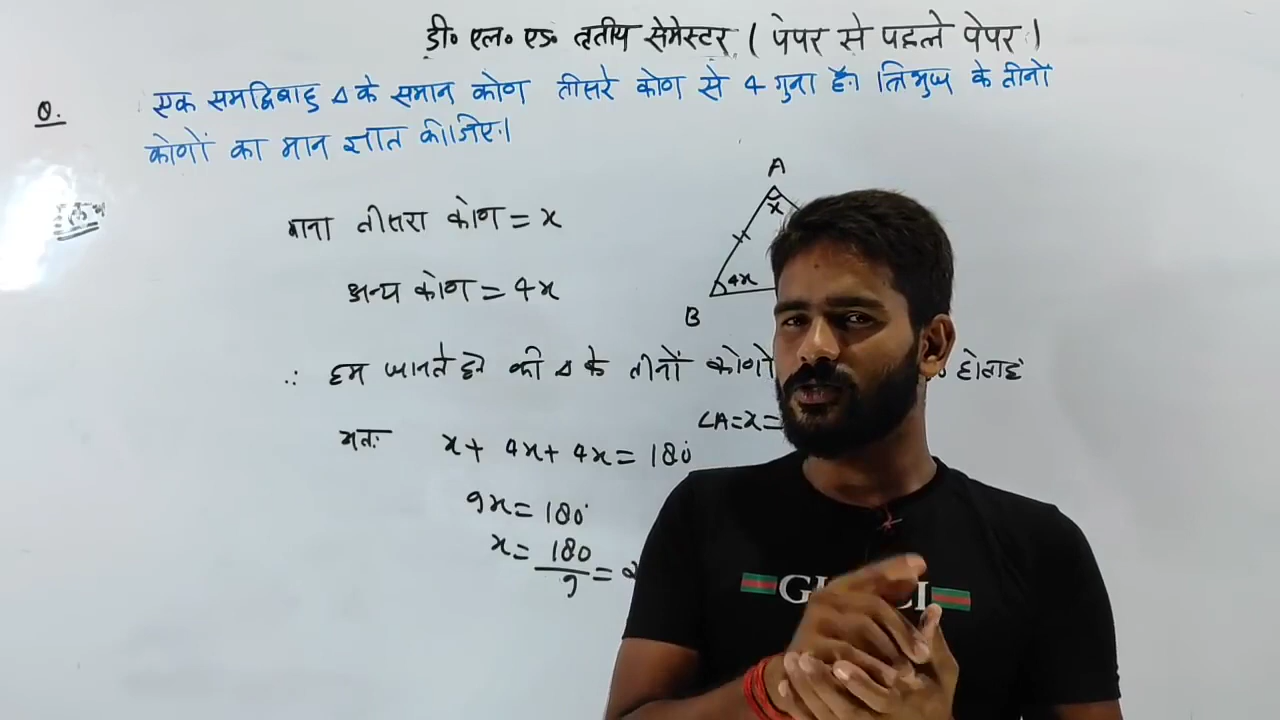 डी॰ एल॰ एड॰ तृतीय सेमेस्टर ( पेपर से पहले पेपर )
Q.
एक समद्विबाहु Δ के समान कोण तीसरे कोण से 4 गुना है। त्रिभुज के तीनों
कोणों का मान ज्ञात कीजिए।
A
माना तीसरा कोण = x
x
अन्य कोण = 4x
4x
B
∴ हम जानते है की Δ के तीनों कोणो होता है
∠A=x=
अतः x + 4x + 4x = 180°
9x = 180°
x = 180/9 =